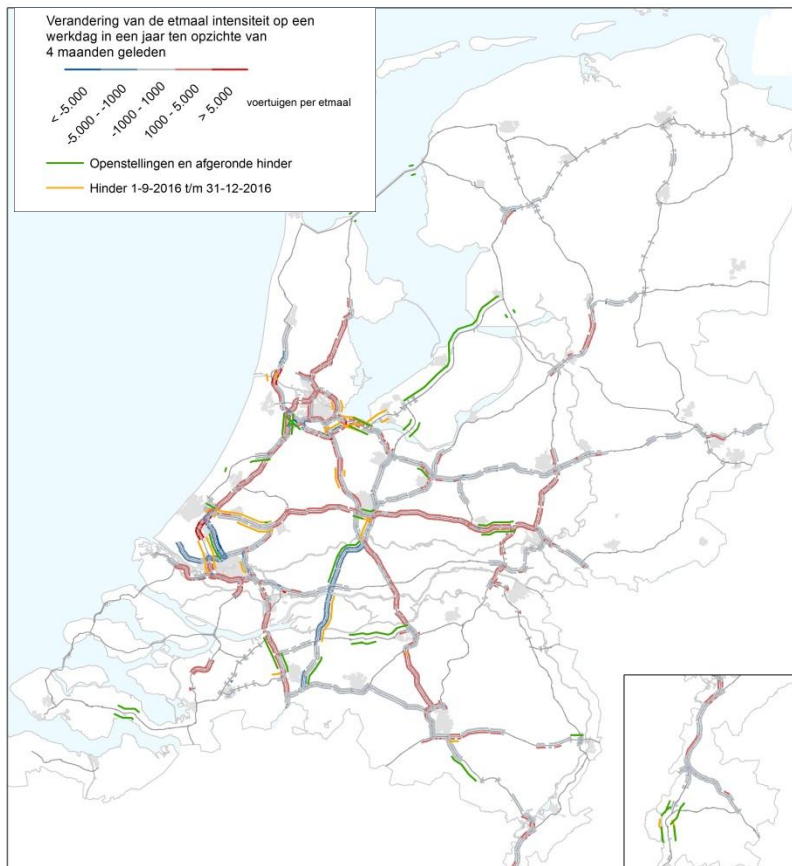 Verandering van de etmaal intensiteit op een
werkdag in een jaar ten opzichte van
4 maanden geleden
< -5.000
-5.000 - -1000
-1000 - 1000
1000 - 5.000
> 5.000
voertuigen per etmaal
Openstellingen en afgeronde hinder
Hinder 1-9-2016 t/m 31-12-2016